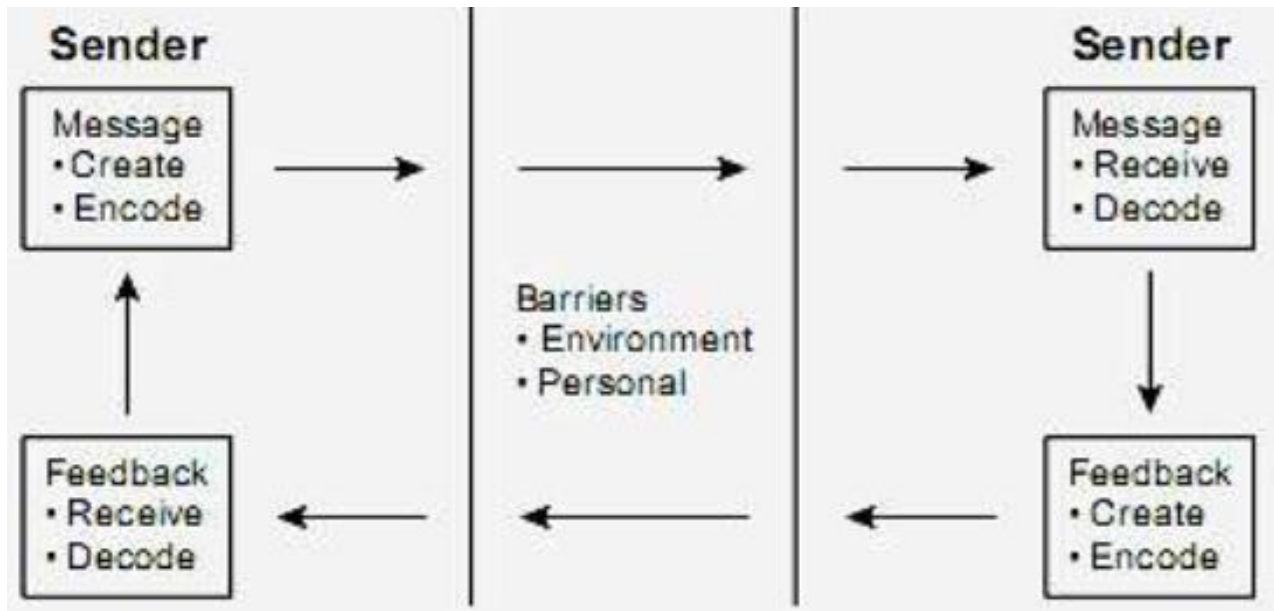 Sender
Message
• Create
• Encode
Sender
Message
• Receive
• Decode
Barriers
• Environment
• Personal
Feedback
• Receive
• Decode
Feedback
• Create
• Encode